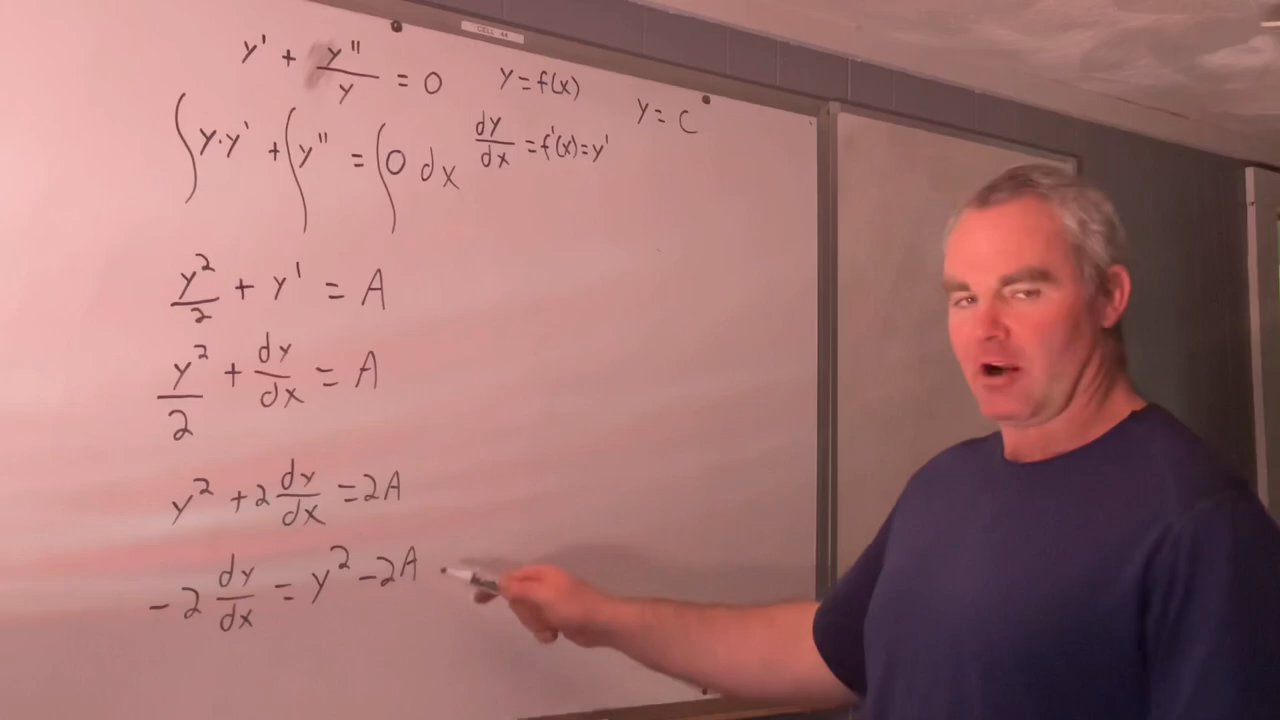 CELL
y' + y''/y = 0
y = f(x)
y = C
∫y·y' + ∫y'' = ∫0 dx
dy/dx = f'(x) = y'
y²/2 + y' = A
y²/2 + dy/dx = A
y² + 2 dy/dx = 2A
-2 dy/dx = y² - 2A